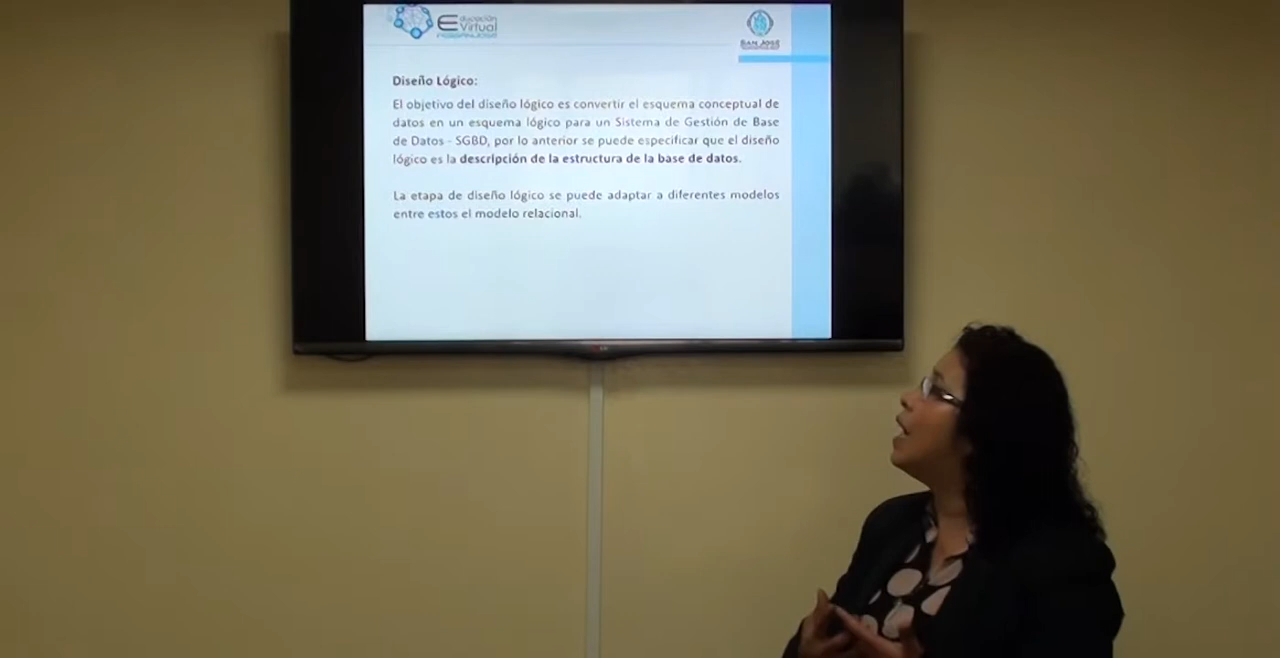 Educación
Virtual
SAN JOSÉ
Diseño Lógico:
El objetivo del diseño lógico es convertir el esquema conceptual de
datos en un esquema lógico para un Sistema de Gestión de Base
de Datos - SGBD, por lo anterior se puede especificar que el diseño
lógico es la descripción de la estructura de la base de datos.
La etapa de diseño lógico se puede adaptar a diferentes modelos
entre estos el modelo relacional.
LG